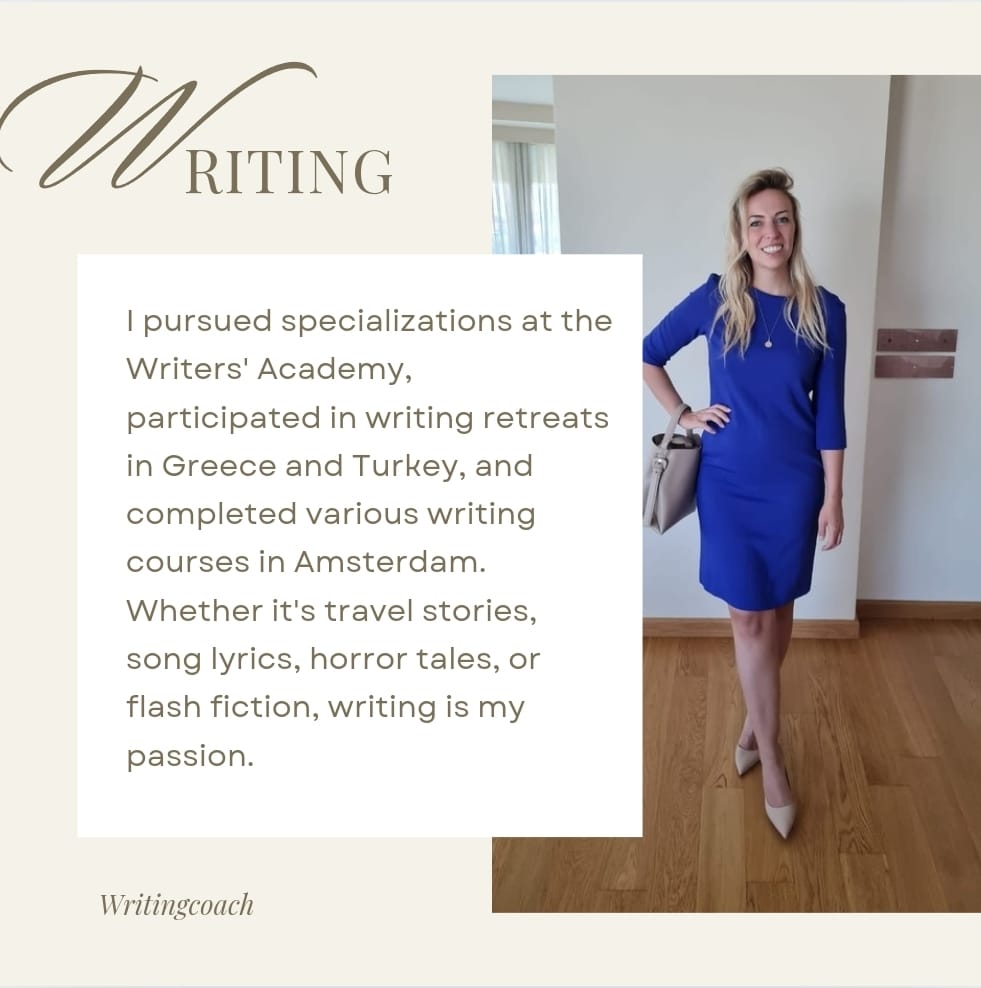 Writing
I pursued specializations at the
Writers' Academy,
participated in writing retreats
in Greece and Turkey, and
completed various writing
courses in Amsterdam.
Whether it's travel stories,
song lyrics, horror tales, or
flash fiction, writing is my
passion.
Writingcoach